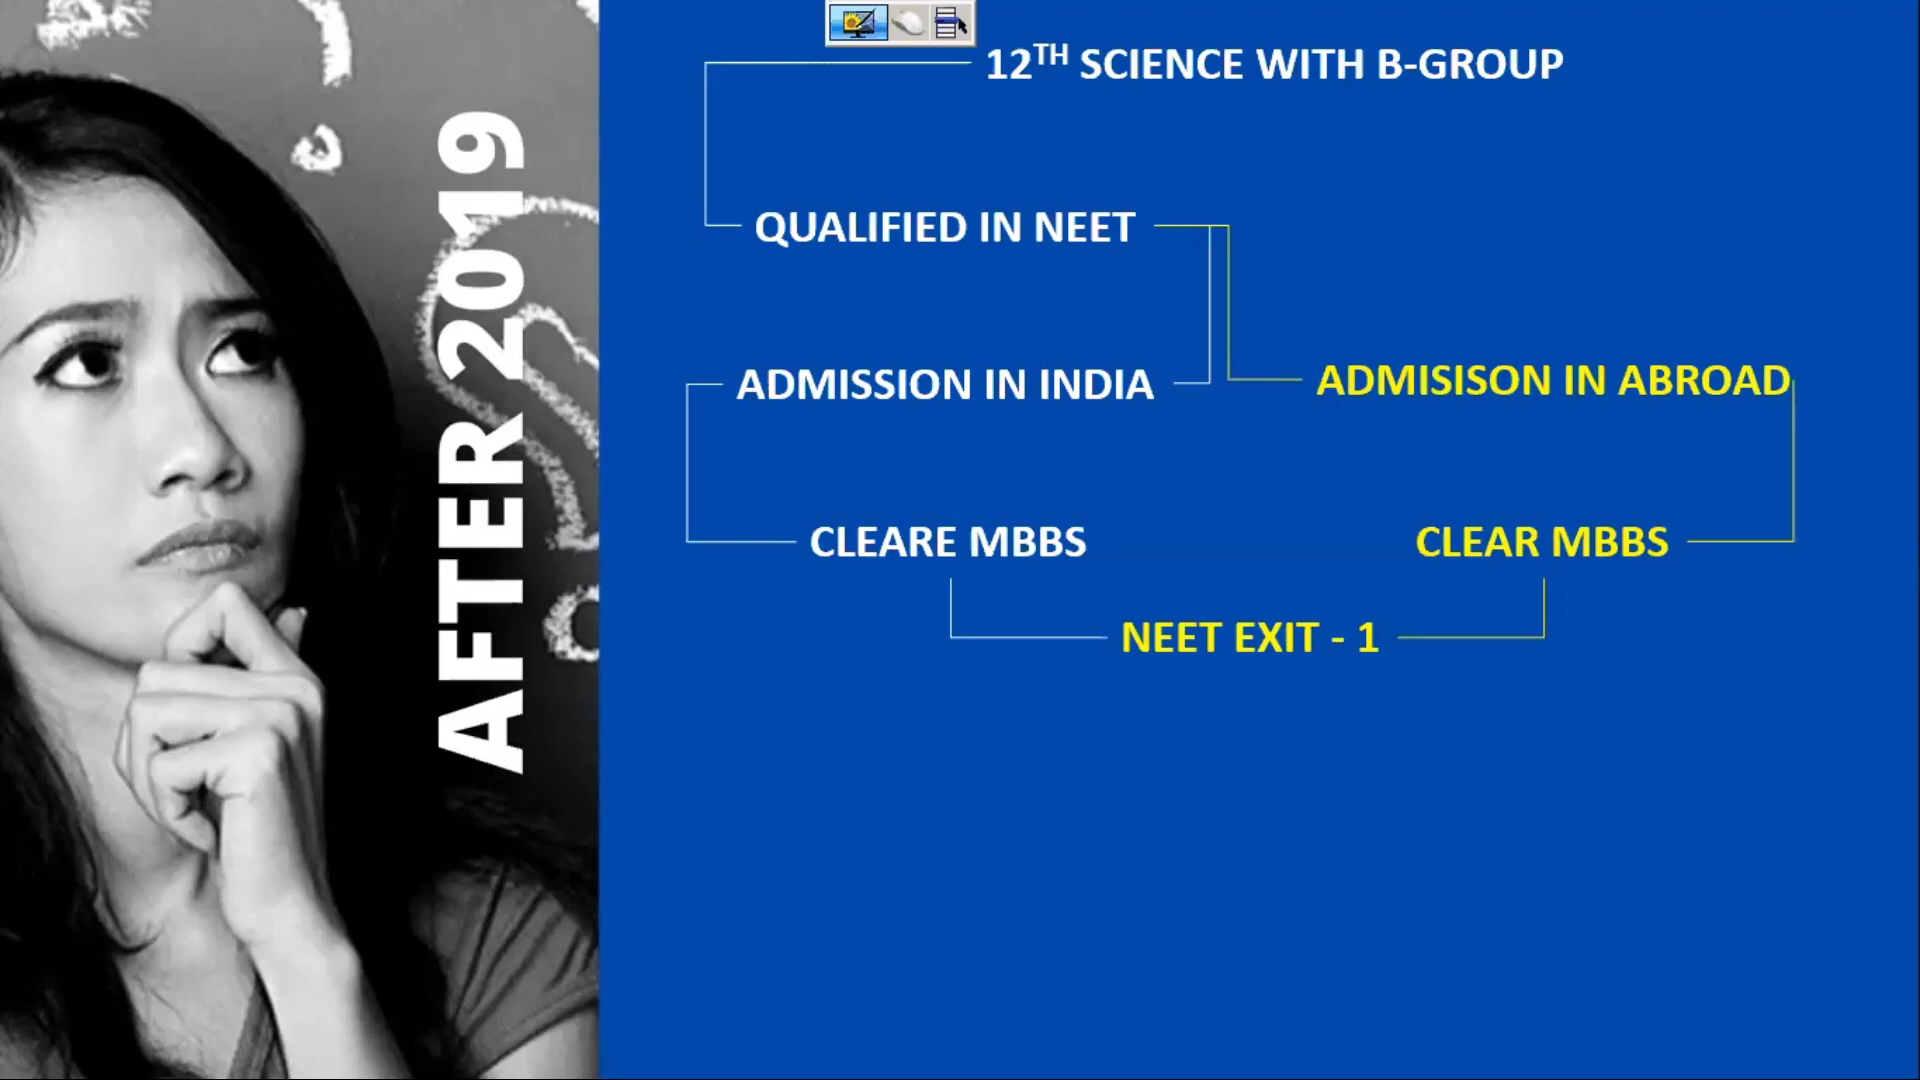 AFTER 2019
12TH SCIENCE WITH B-GROUP
QUALIFIED IN NEET
ADMISSION IN INDIA
ADMISISON IN ABROAD
CLEARE MBBS
CLEAR MBBS
NEET EXIT - 1